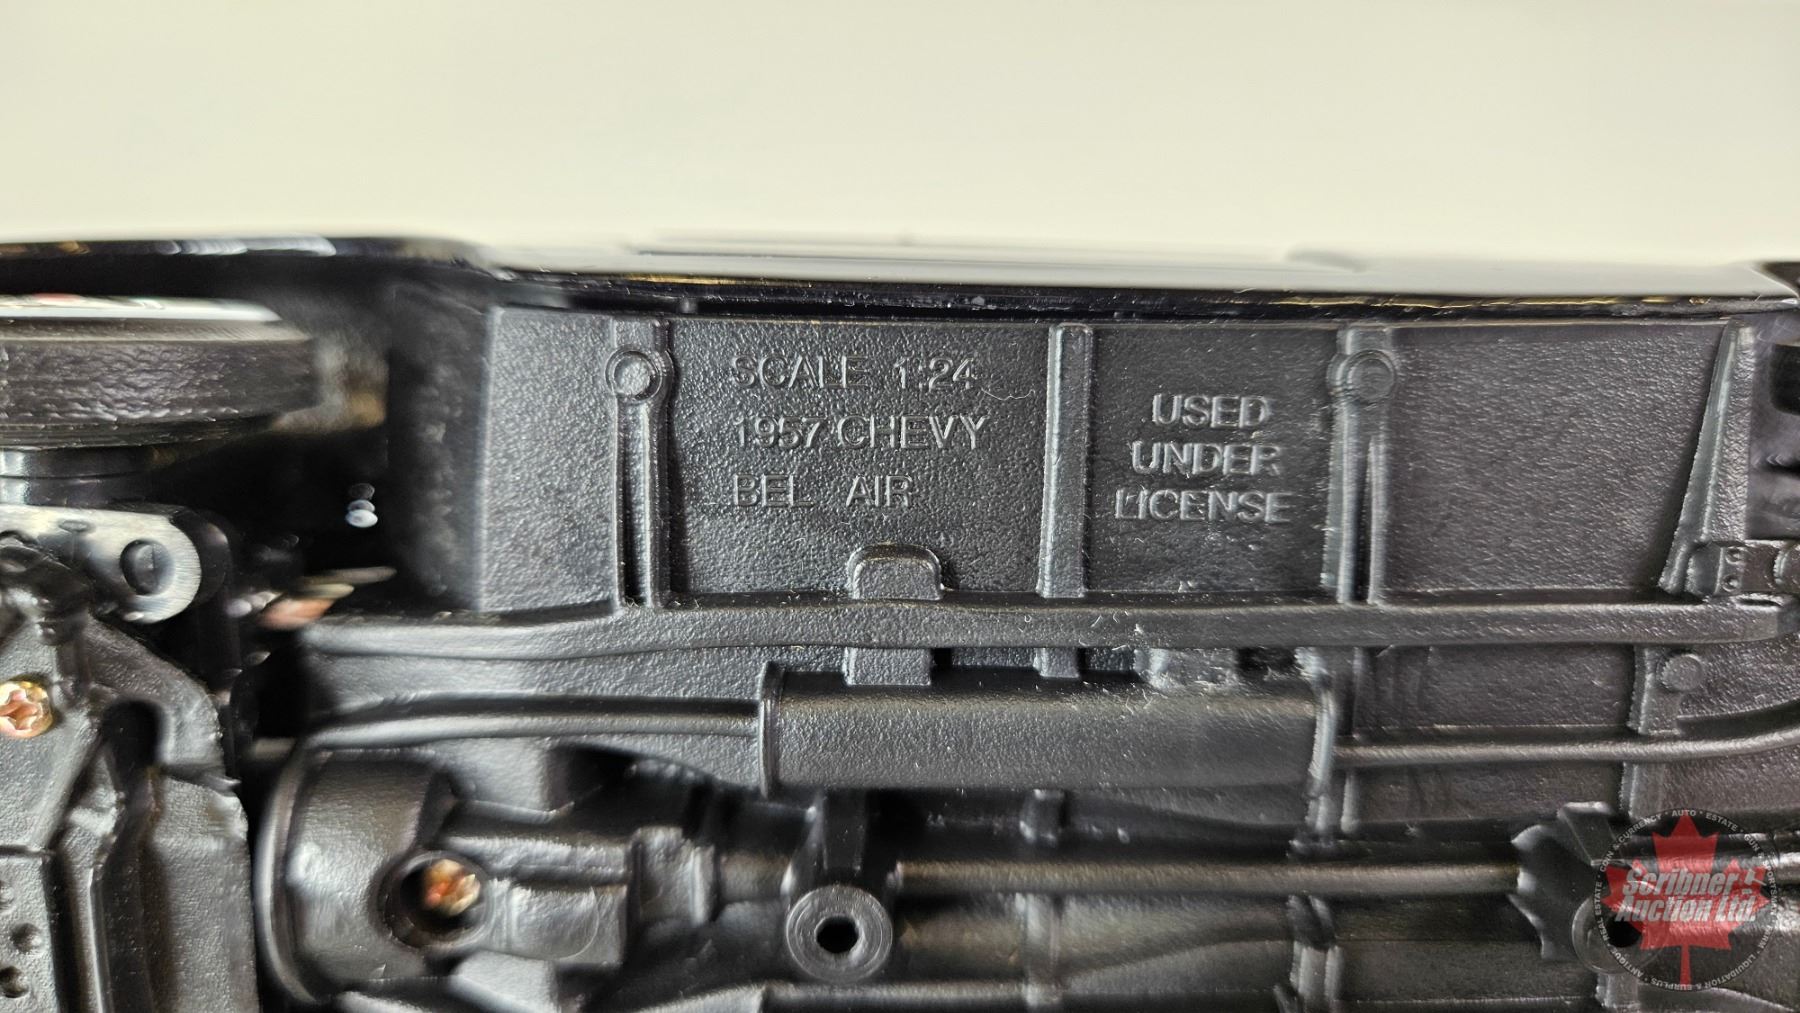 SCALE 1:24
1957 CHEVY
BEL AIR
USED
UNDER
LICENSE
Scribner's
Auction Ltd.